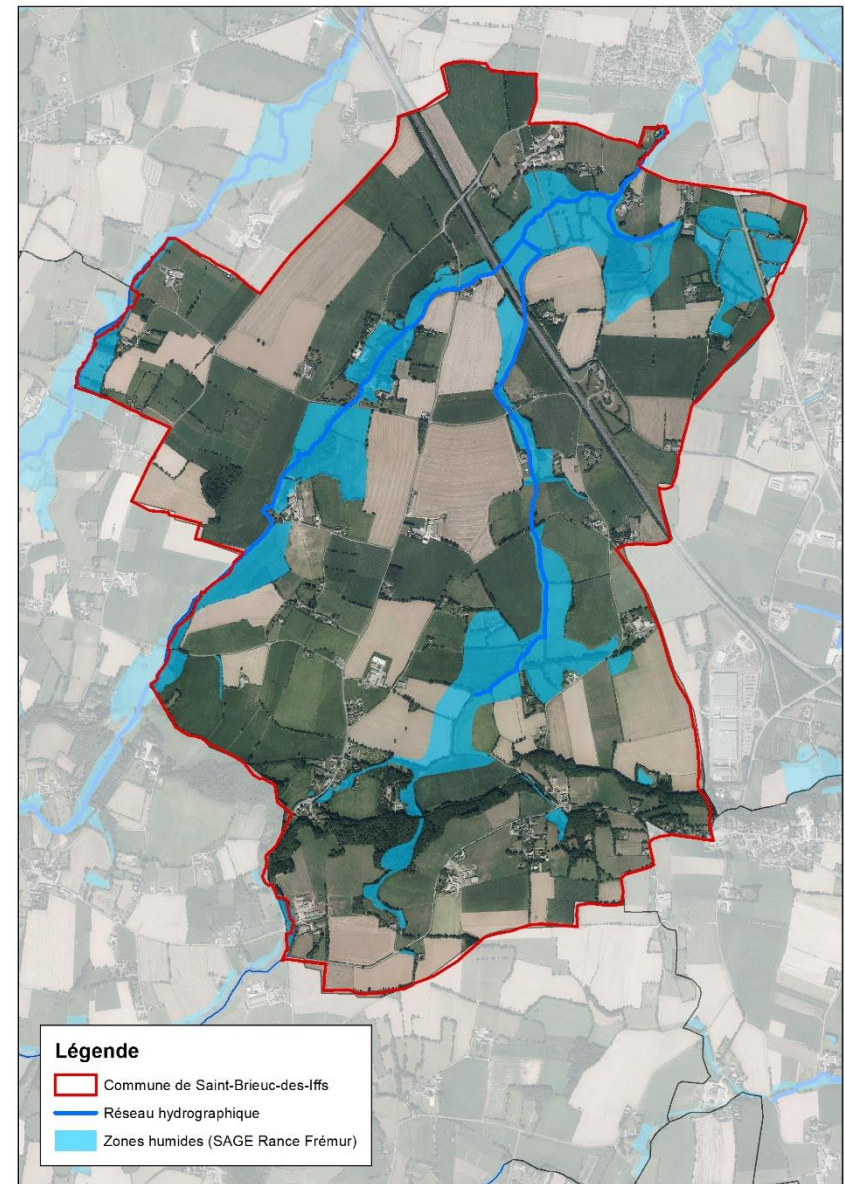 Légende
Commune de Saint-Brieuc-des-Iffs
Réseau hydrographique
Zones humides (SAGE Rance Frémur)